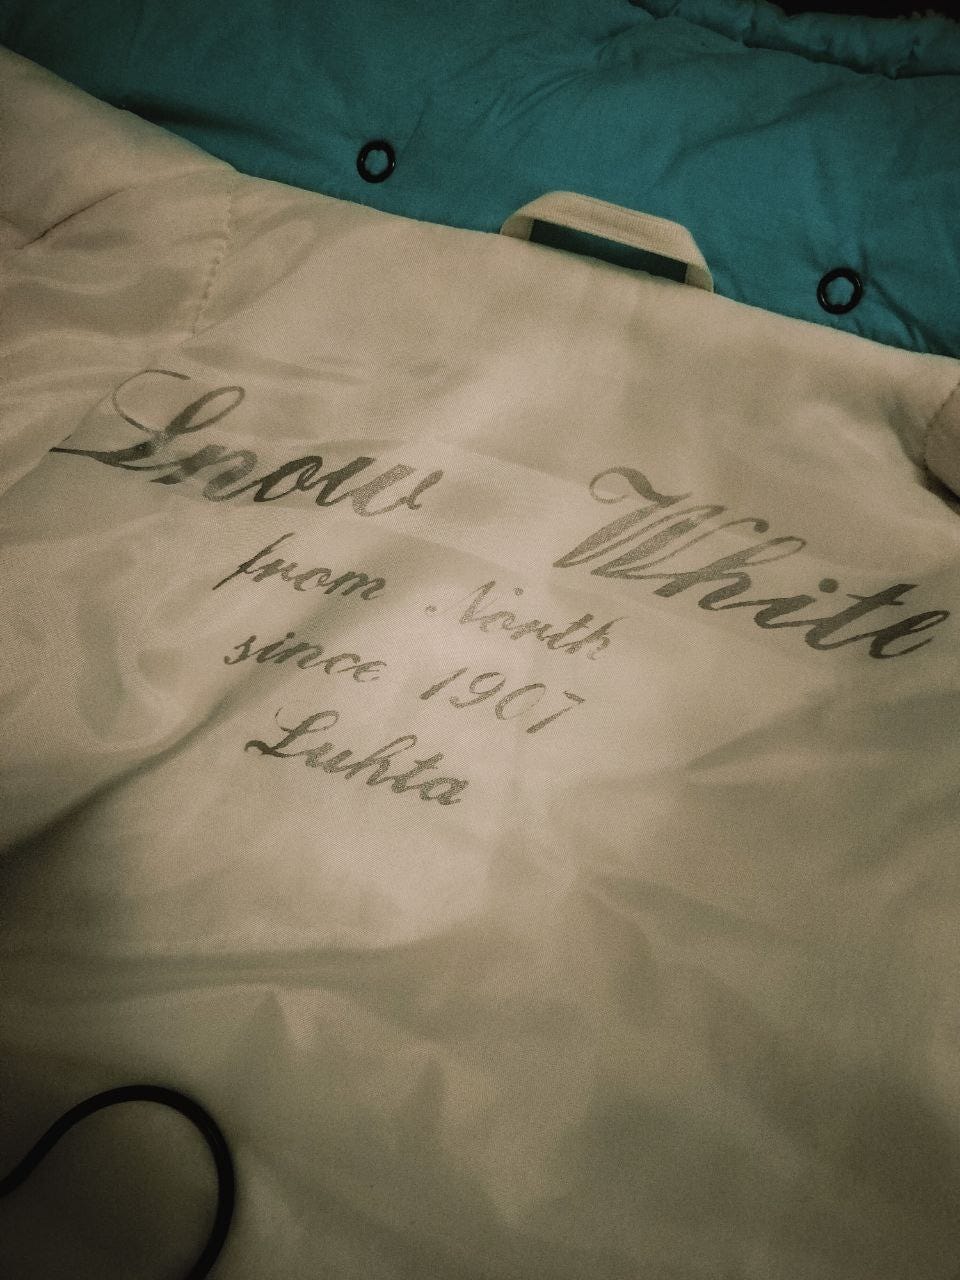 Snow White
from North
since 1907
Luhta